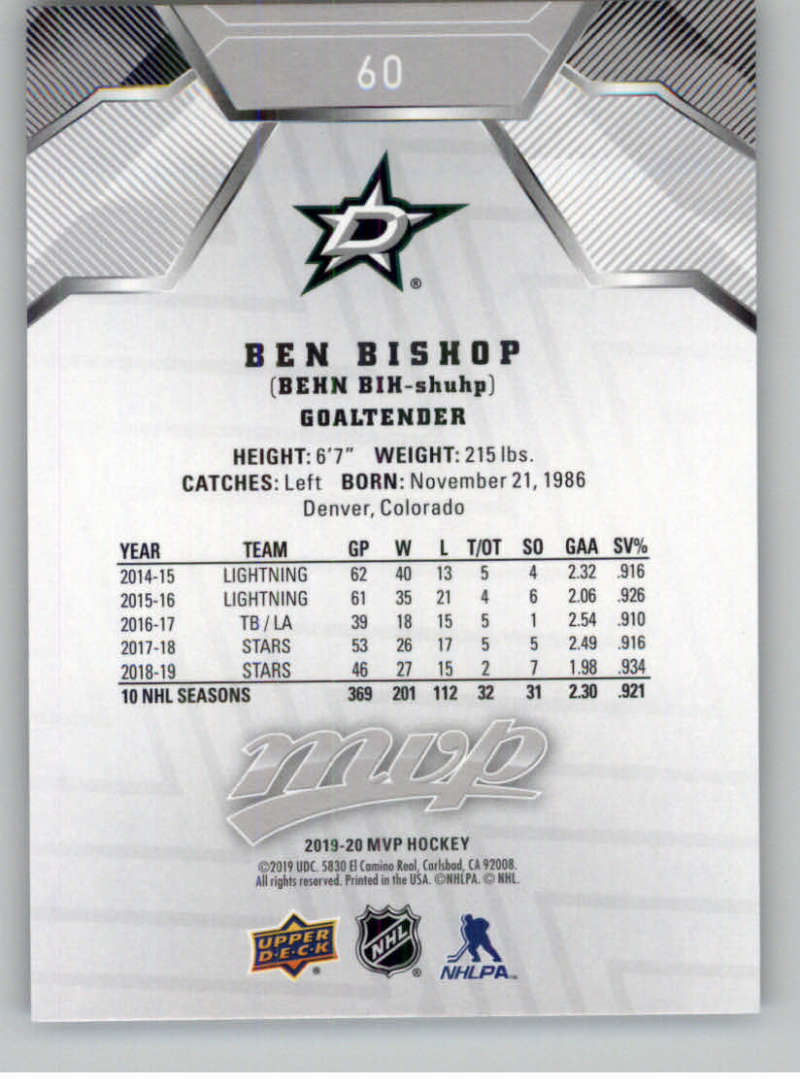 60
D
®
BEN BISHOP
(BEHN BIH-shuhp)
GOALTENDER
HEIGHT: 6'7" WEIGHT: 215 lbs.
CATCHES: Left BORN: November 21, 1986
Denver, Colorado
YEAR TEAM GP W L T/OT SO GAA SV%
2014-15 LIGHTNING 62 40 13 5 4 2.32 .916
2015-16 LIGHTNING 61 35 21 4 6 2.06 .926
2016-17 TB / LA 39 18 15 5 1 2.54 .910
2017-18 STARS 53 26 17 5 5 2.49 .916
2018-19 STARS 46 27 15 2 7 1.98 .934
10 NHL SEASONS 369 201 112 32 31 2.30 .921
mvp
2019-20 MVP HOCKEY
©2019 UDC. 5830 El Camino Real, Carlsbad, CA 92008.
All rights reserved. Printed in the USA. ©NHLPA. © NHL.
UPPER
D·E·C·K ®
NHL ®
NHLPA™